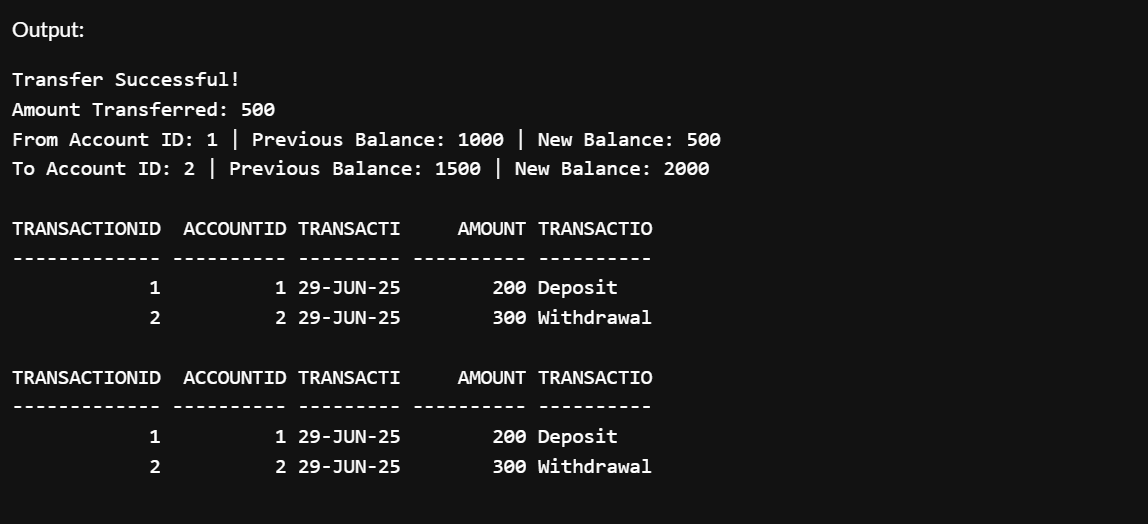 Output:
Transfer Successful!
Amount Transferred: 500
From Account ID: 1 | Previous Balance: 1000 | New Balance: 500
To Account ID: 2 | Previous Balance: 1500 | New Balance: 2000
TRANSACTIONID  ACCOUNTID TRANSACTI     AMOUNT TRANSACTIO
------------- ---------- --------- ---------- ----------
            1          1 29-JUN-25        200 Deposit
            2          2 29-JUN-25        300 Withdrawal
TRANSACTIONID  ACCOUNTID TRANSACTI     AMOUNT TRANSACTIO
------------- ---------- --------- ---------- ----------
            1          1 29-JUN-25        200 Deposit
            2          2 29-JUN-25        300 Withdrawal